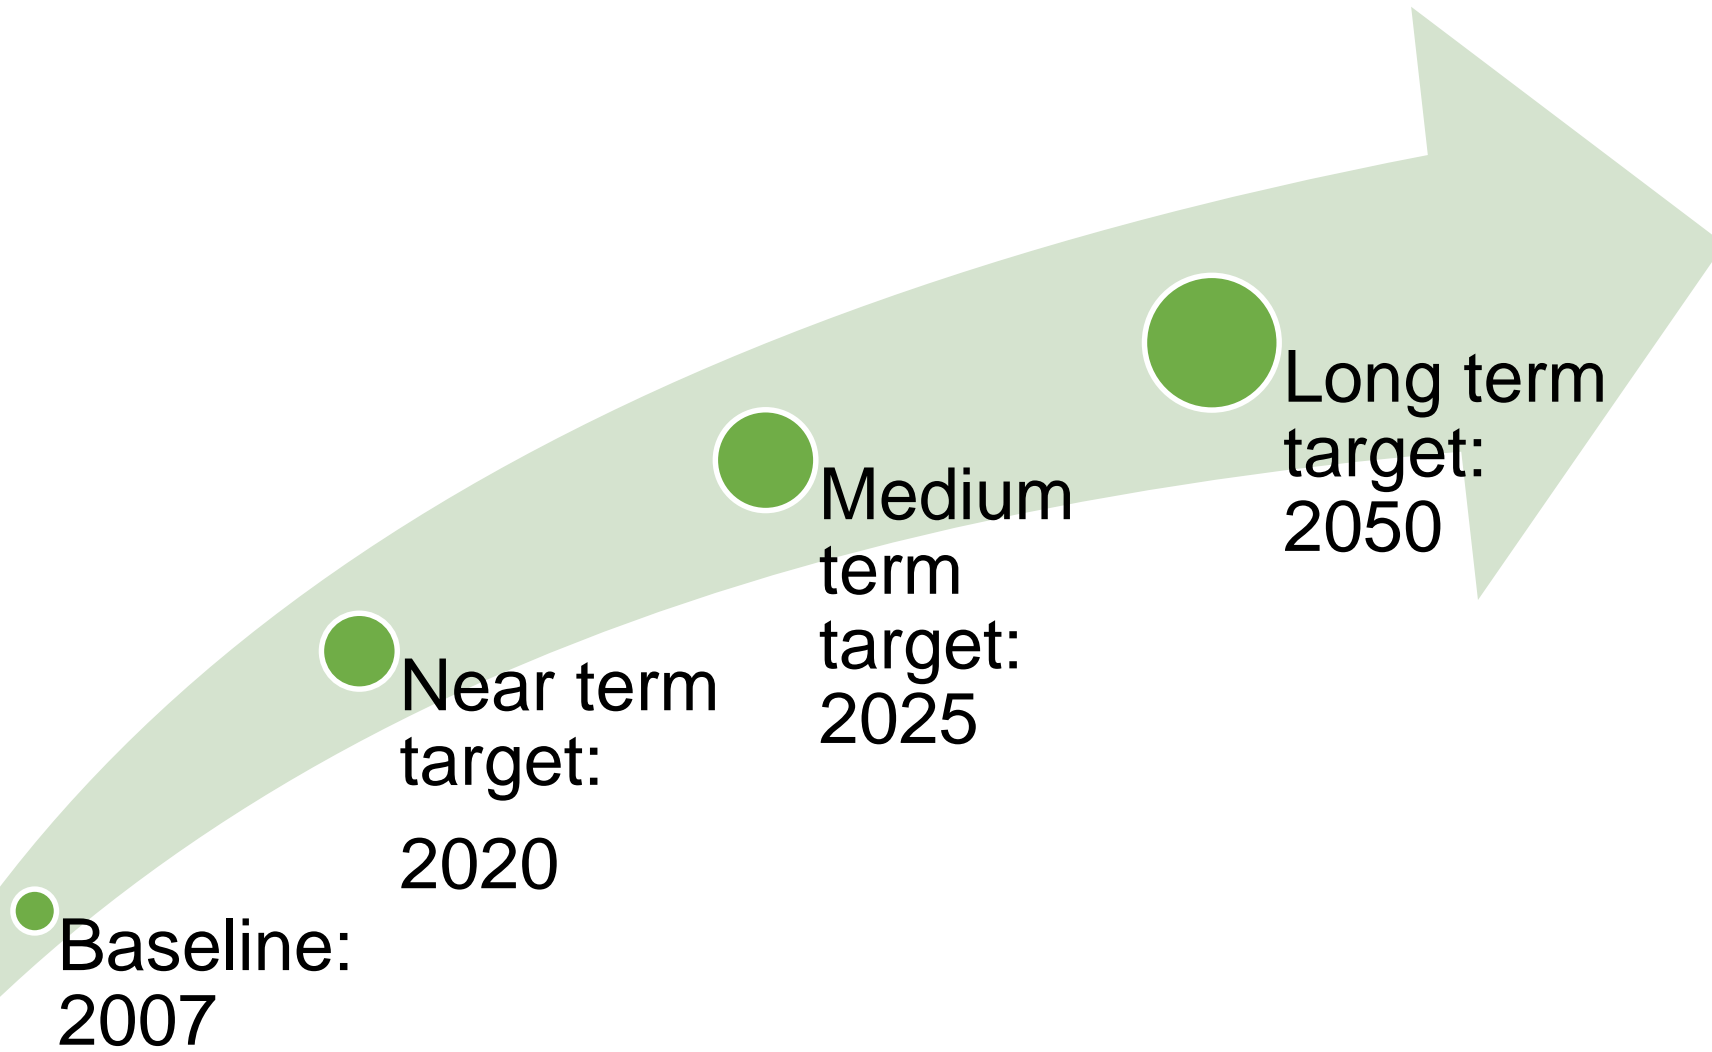 Baseline:
2007
Near term
target:
2020
Medium
term
target:
2025
Long term
target:
2050